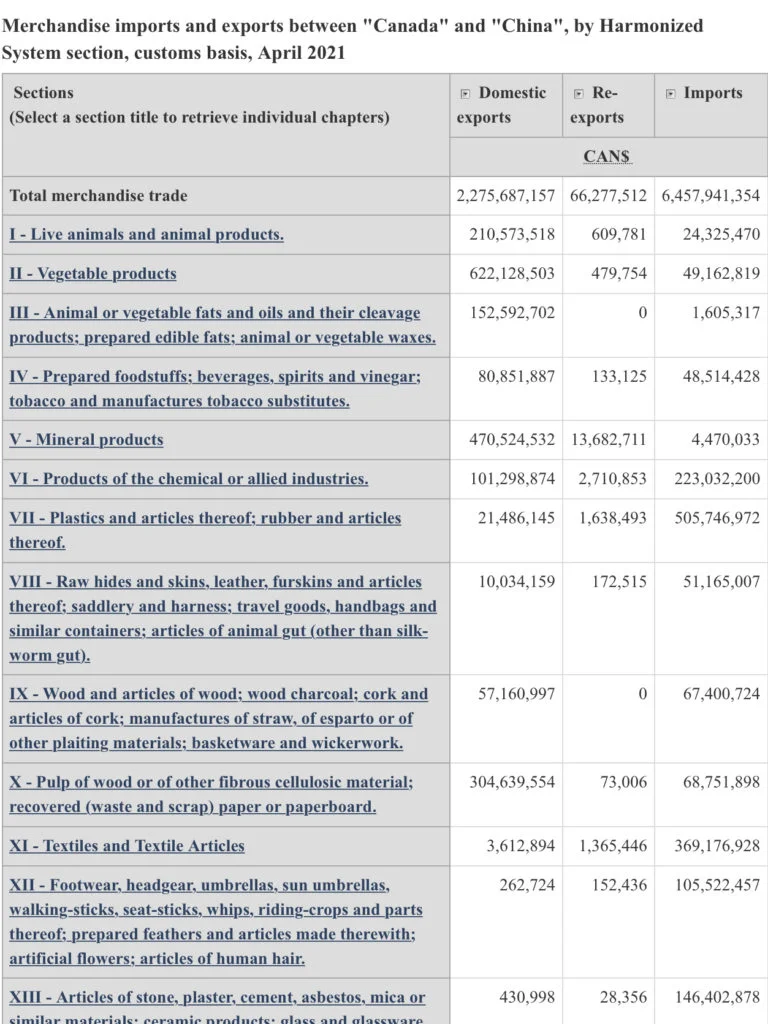 Merchandise imports and exports between "Canada" and "China", by Harmonized
System section, customs basis, April 2021
Sections
(Select a section title to retrieve individual chapters)
Domestic
exports
Re-
exports
Imports
CAN$
Total merchandise trade 2,275,687,157 66,277,512 6,457,941,354
I - Live animals and animal products. 210,573,518 609,781 24,325,470
II - Vegetable products 622,128,503 479,754 49,162,819
III - Animal or vegetable fats and oils and their cleavage 152,592,702 0 1,605,317
products; prepared edible fats; animal or vegetable waxes.
IV - Prepared foodstuffs; beverages, spirits and vinegar; 80,851,887 133,125 48,514,428
tobacco and manufactures tobacco substitutes.
V - Mineral products 470,524,532 13,682,711 4,470,033
VI - Products of the chemical or allied industries. 101,298,874 2,710,853 223,032,200
VII - Plastics and articles thereof; rubber and articles 21,486,145 1,638,493 505,746,972
thereof.
VIII - Raw hides and skins, leather, furskins and articles 10,034,159 172,515 51,165,007
thereof; saddlery and harness; travel goods, handbags and
similar containers; articles of animal gut (other than silk-
worm gut).
IX - Wood and articles of wood; wood charcoal; cork and 57,160,997 0 67,400,724
articles of cork; manufactures of straw, of esparto or of
other plaiting materials; basketware and wickerwork.
X - Pulp of wood or of other fibrous cellulosic material; 304,639,554 73,006 68,751,898
recovered (waste and scrap) paper or paperboard.
XI - Textiles and Textile Articles 3,612,894 1,365,446 369,176,928
XII - Footwear, headgear, umbrellas, sun umbrellas, 262,724 152,436 105,522,457
walking-sticks, seat-sticks, whips, riding-crops and parts
thereof; prepared feathers and articles made therewith;
artificial flowers; articles of human hair.
XIII - Articles of stone, plaster, cement, asbestos, mica or 430,998 28,356 146,402,878
similar materials; ceramic products; glass and glassware